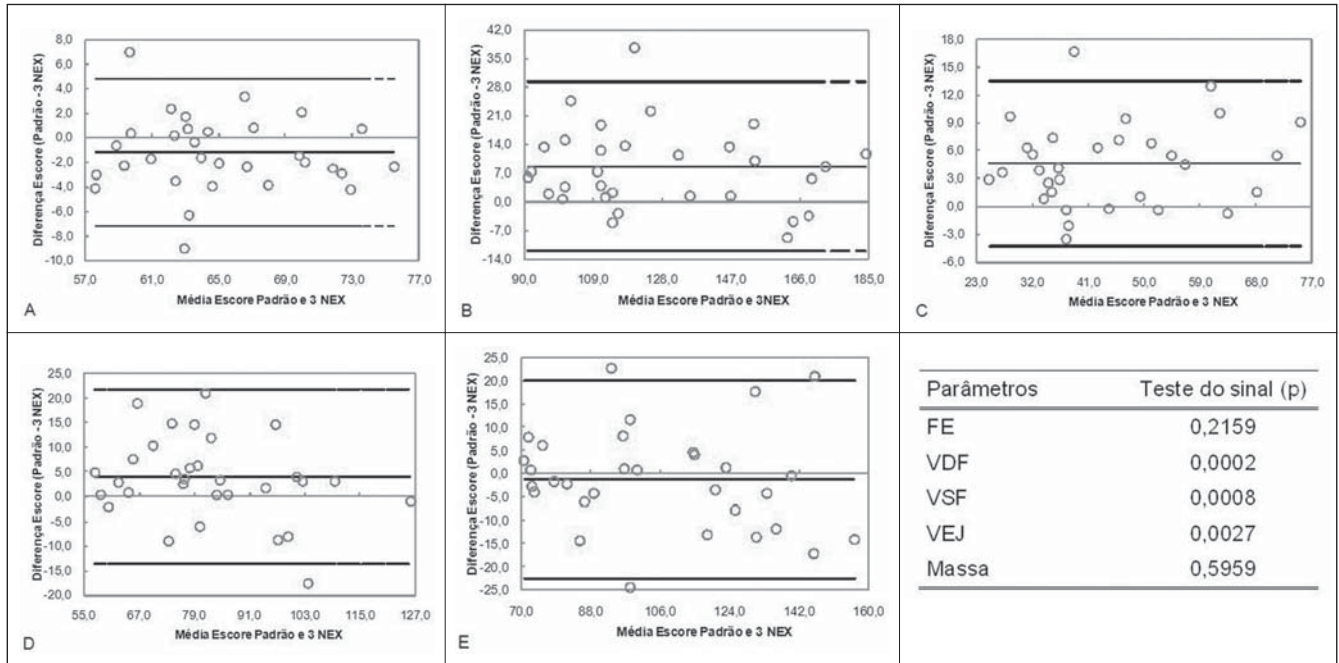 8,0
6,0
4,0
2,0
0,0
-2,0
-4,0
-6,0
-8,0
-10,0
Diferença Escore (Padrão -3 NEX)
57,0 61,0 65,0 69,0 73,0 77,0
Média Escore Padrão e 3 NEX
A
42,0
35,0
28,0
21,0
14,0
7,0
0,0
-7,0
-14,0
Diferença Escore (Padrão -3 NEX)
90,0 109,0 128,0 147,0 166,0 185,0
Média Escore Padrão e 3NEX
B
18,0
15,0
12,0
9,0
6,0
3,0
0,0
-3,0
-6,0
Diferença Escore (Padrão -3 NEX)
23,0 32,0 41,0 50,0 59,0 68,0 77,0
Média Escore Padrão e 3 NEX
C
25,0
20,0
15,0
10,0
5,0
0,0
-5,0
-10,0
-15,0
-20,0
Diferença Escore (Padrão -3 NEX)
55,0 67,0 79,0 91,0 103,0 115,0 127,0
Média Escore Padrão e 3 NEX
D
25,0
20,0
15,0
10,0
5,0
0,0
-5,0
-10,0
-15,0
-20,0
-25,0
Diferença Escore (Padrão -3 NEX)
70,0 88,0 106,0 124,0 142,0 160,0
Média Escore Padrão e 3 NEX
E
Parâmetros Teste do sinal (p)
FE 0,2159
VDF 0,0002
VSF 0,0008
VEJ 0,0027
Massa 0,5959